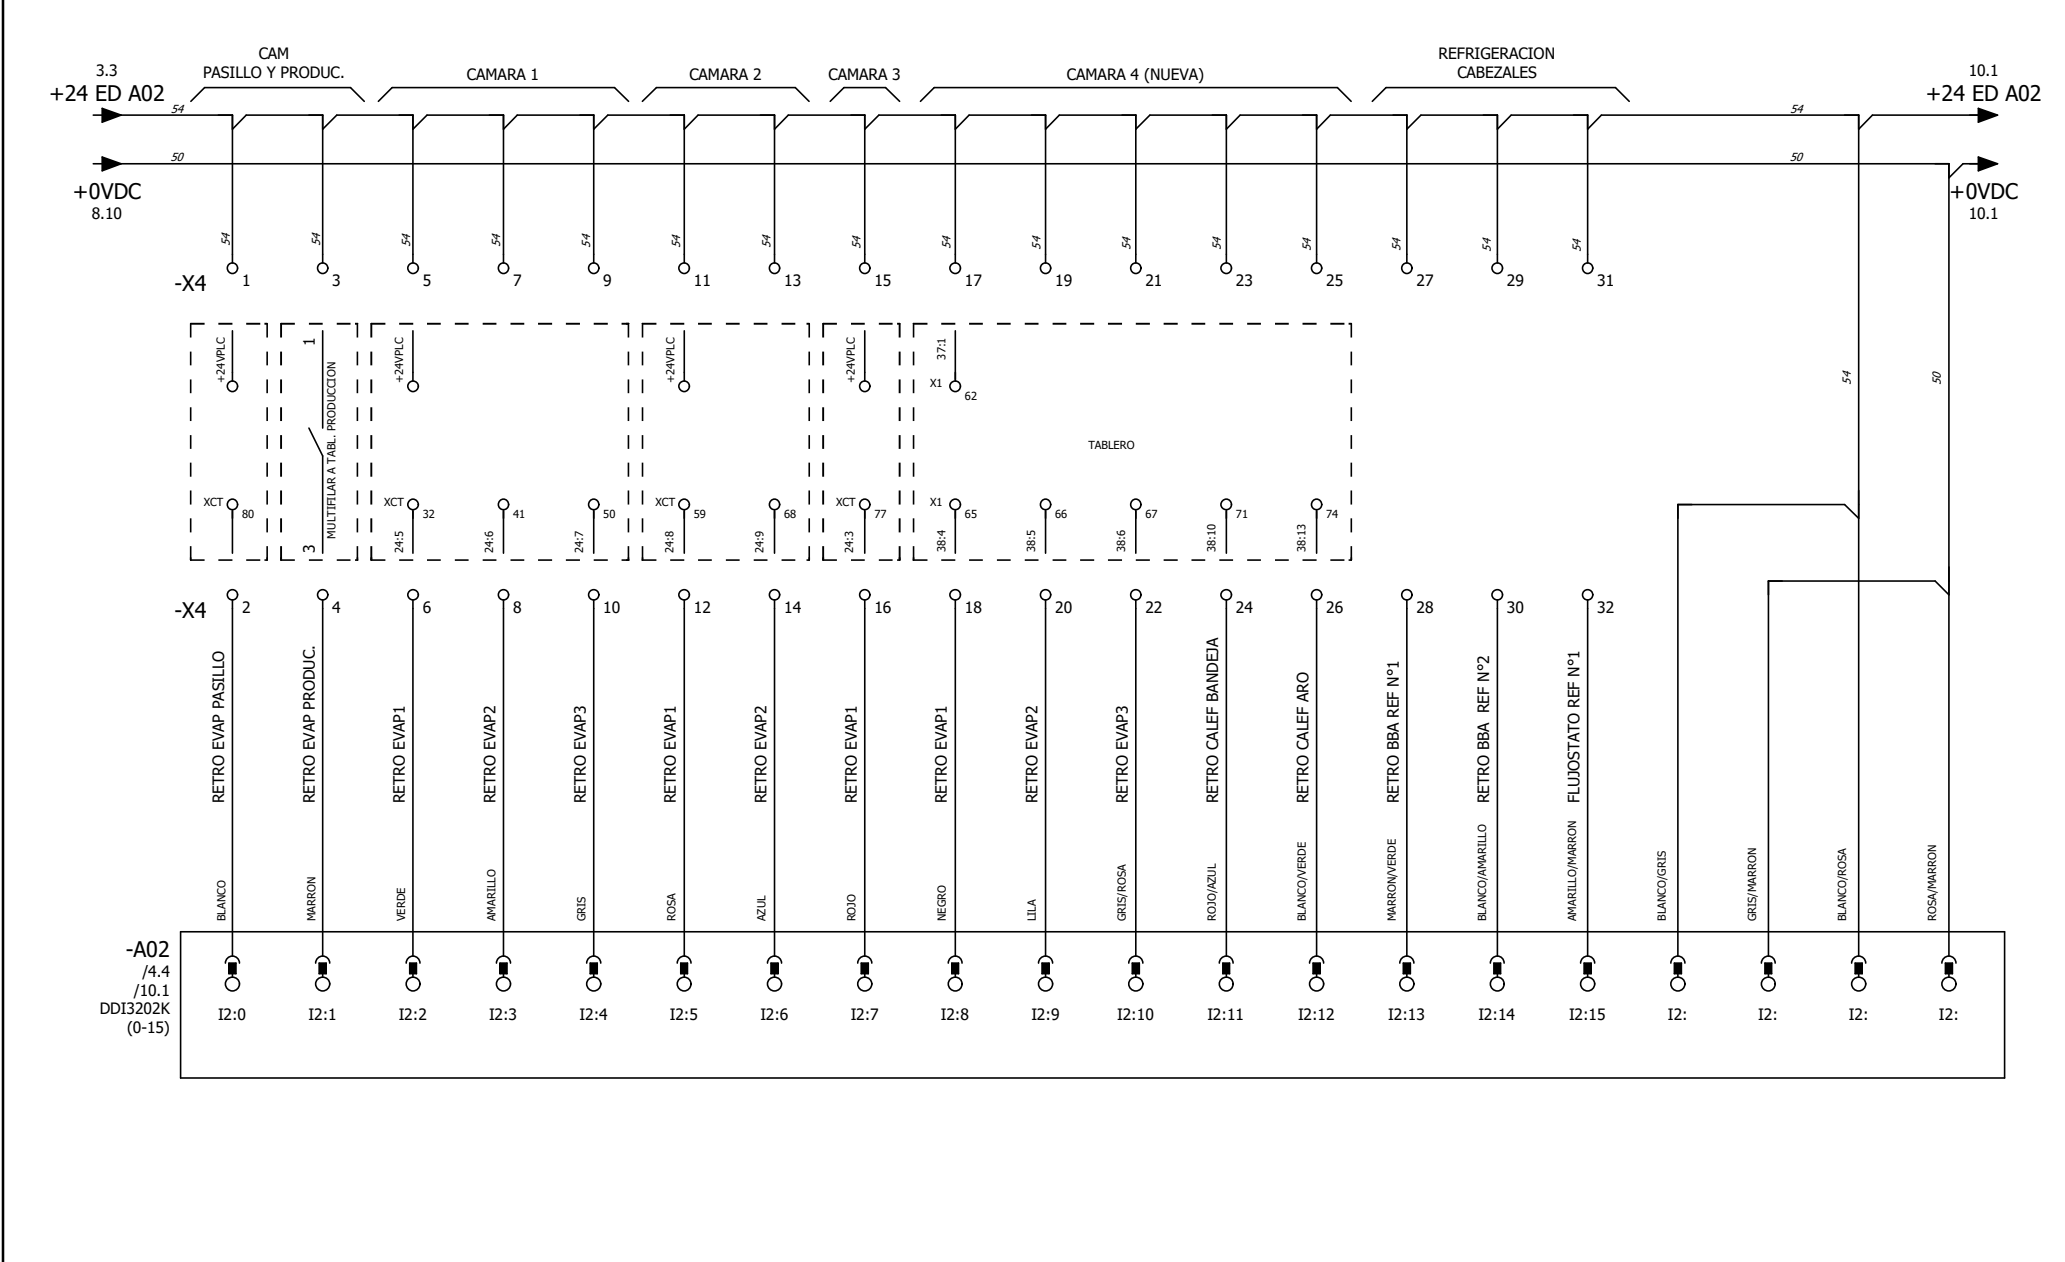 CAM
PASILLO Y PRODUC.
CAMARA 1
CAMARA 2
CAMARA 3
CAMARA 4 (NUEVA)
REFRIGERACION
CABEZALES
3.3
+24 ED A02
10.1
+24 ED A02
54
54
50
50
+0VDC
8.10
+0VDC
10.1
54 54 54 54 54 54 54 54 54 54 54 54 54 54 54 54
-X4 1 3 5 7 9 11 13 15 17 19 21 23 25 27 29 31
+24VPLC
1
MULTIFILAR A TABL. PRODUCCION
3
+24VPLC
+24VPLC
+24VPLC
37:1
X1
62
54
50
TABLERO
XCT 80
XCT 32 41 50
XCT 59 68
XCT 77
X1 65 66 67 71 74
24:5 24:6 24:7 24:8 24:9 24:3 38:4 38:5 38:6 38:10 38:13
-X4 2 4 6 8 10 12 14 16 18 20 22 24 26 28 30 32
RETRO EVAP PASILLO
RETRO EVAP PRODUC.
RETRO EVAP1
RETRO EVAP2
RETRO EVAP3
RETRO EVAP1
RETRO EVAP2
RETRO EVAP1
RETRO EVAP1
RETRO EVAP2
RETRO EVAP3
RETRO CALEF BANDEJA
RETRO CALEF ARO
RETRO BBA REF N°1
RETRO BBA REF N°2
FLUJOSTATO REF N°1
BLANCO
MARRON
VERDE
AMARILLO
GRIS
ROSA
AZUL
ROJO
NEGRO
LILA
GRIS/ROSA
ROJO/AZUL
BLANCO/VERDE
MARRON/VERDE
BLANCO/AMARILLO
AMARILLO/MARRON
BLANCO/GRIS
GRIS/MARRON
BLANCO/ROSA
ROSA/MARRON
-A02
/4.4
/10.1
DDI3202K
(0-15)
I2:0 I2:1 I2:2 I2:3 I2:4 I2:5 I2:6 I2:7 I2:8 I2:9 I2:10 I2:11 I2:12 I2:13 I2:14 I2:15 I2: I2: I2: I2: